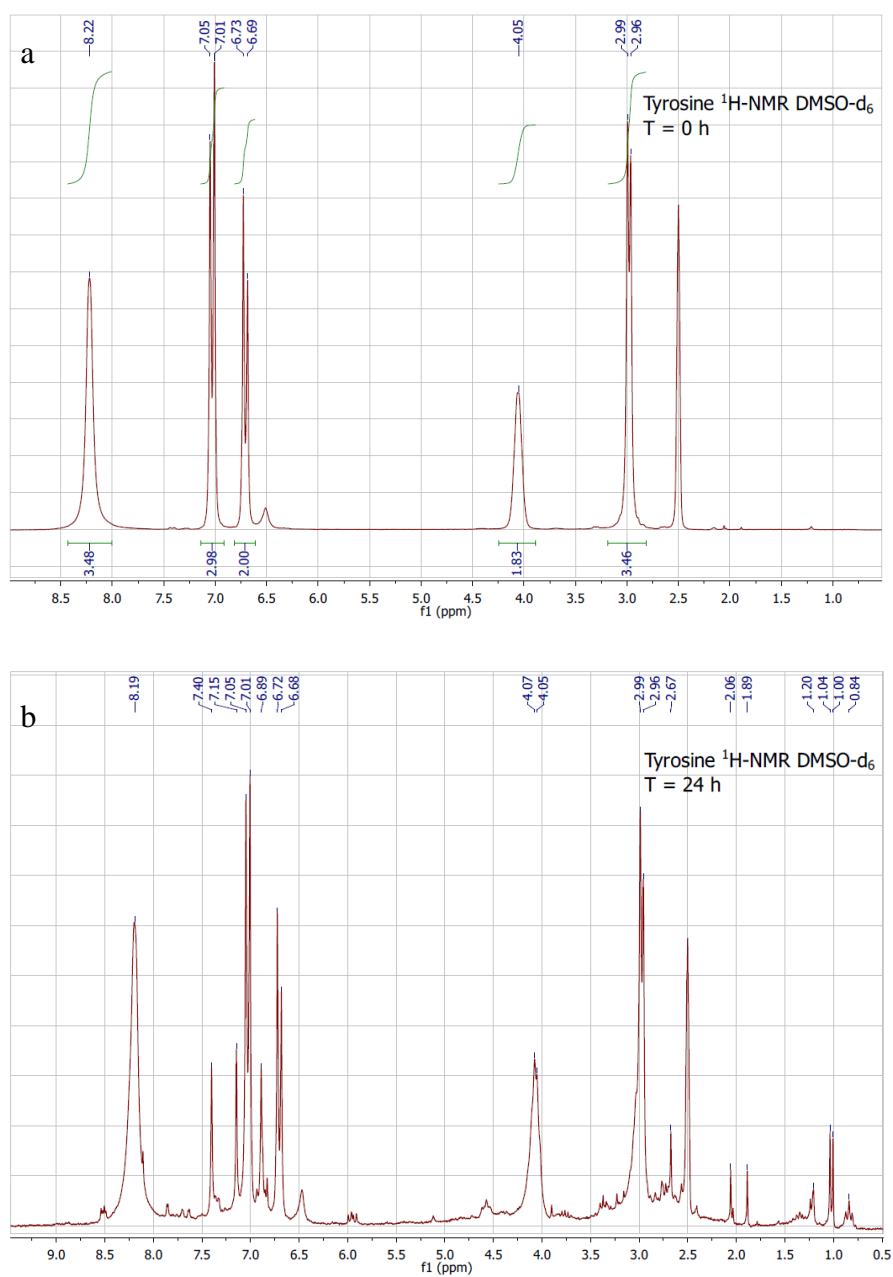 8.22 7.05 7.01 6.73 6.69 4.05 2.99 2.96
a
Tyrosine ¹H-NMR DMSO-d₆
T = 0 h
3.48 2.98 2.00 1.83 3.46
8.5 8.0 7.5 7.0 6.5 6.0 5.5 5.0 4.5 4.0 3.5 3.0 2.5 2.0 1.5 1.0
f1 (ppm)
8.19 7.40 7.15 7.05 7.01 6.89 6.72 6.68 4.07 4.05 2.99 2.96 2.67 2.06 1.89 1.20 1.04 1.00 0.84
b
Tyrosine ¹H-NMR DMSO-d₆
T = 24 h
9.0 8.5 8.0 7.5 7.0 6.5 6.0 5.5 5.0 4.5 4.0 3.5 3.0 2.5 2.0 1.5 1.0 0.5
f1 (ppm)